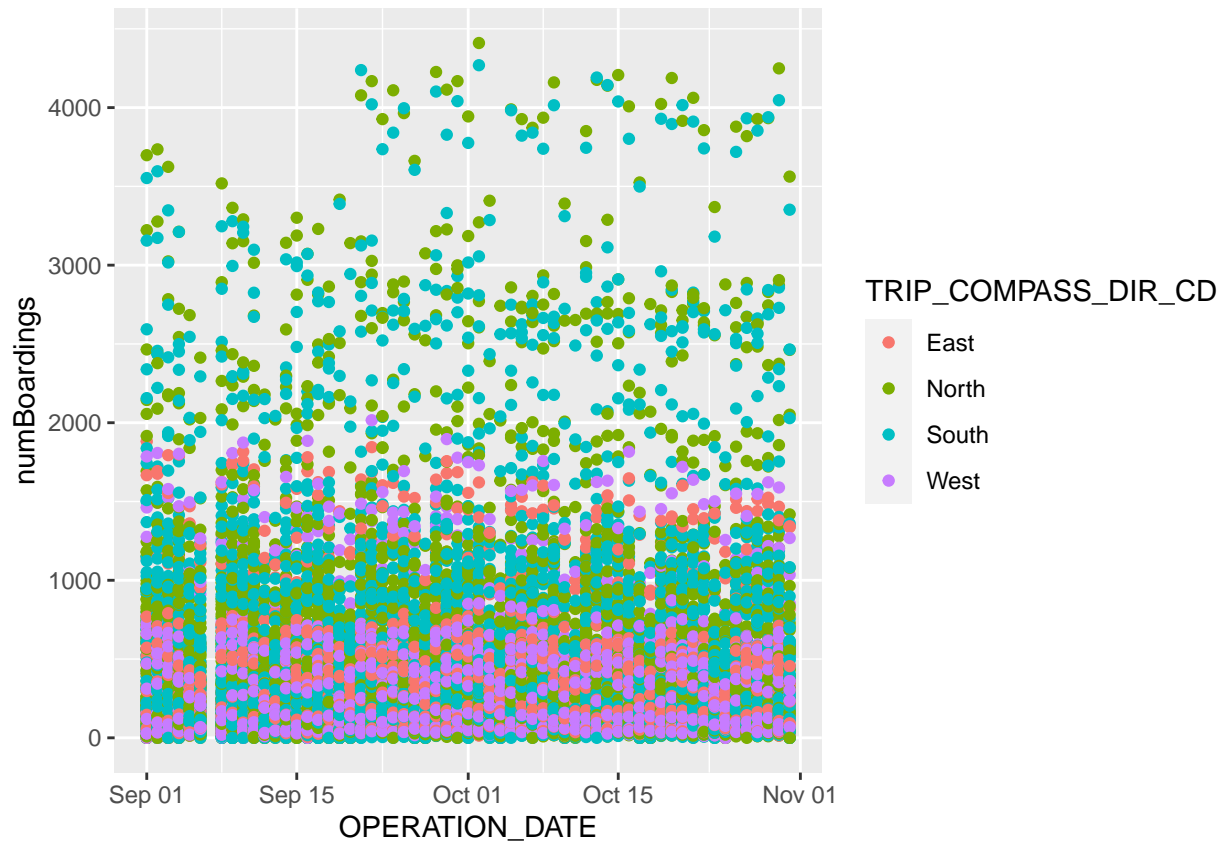 4000
3000
2000
1000
0
numBoardings
Sep 01
Sep 15
Oct 01
Oct 15
Nov 01
OPERATION_DATE
TRIP_COMPASS_DIR_CD
East
North
South
West